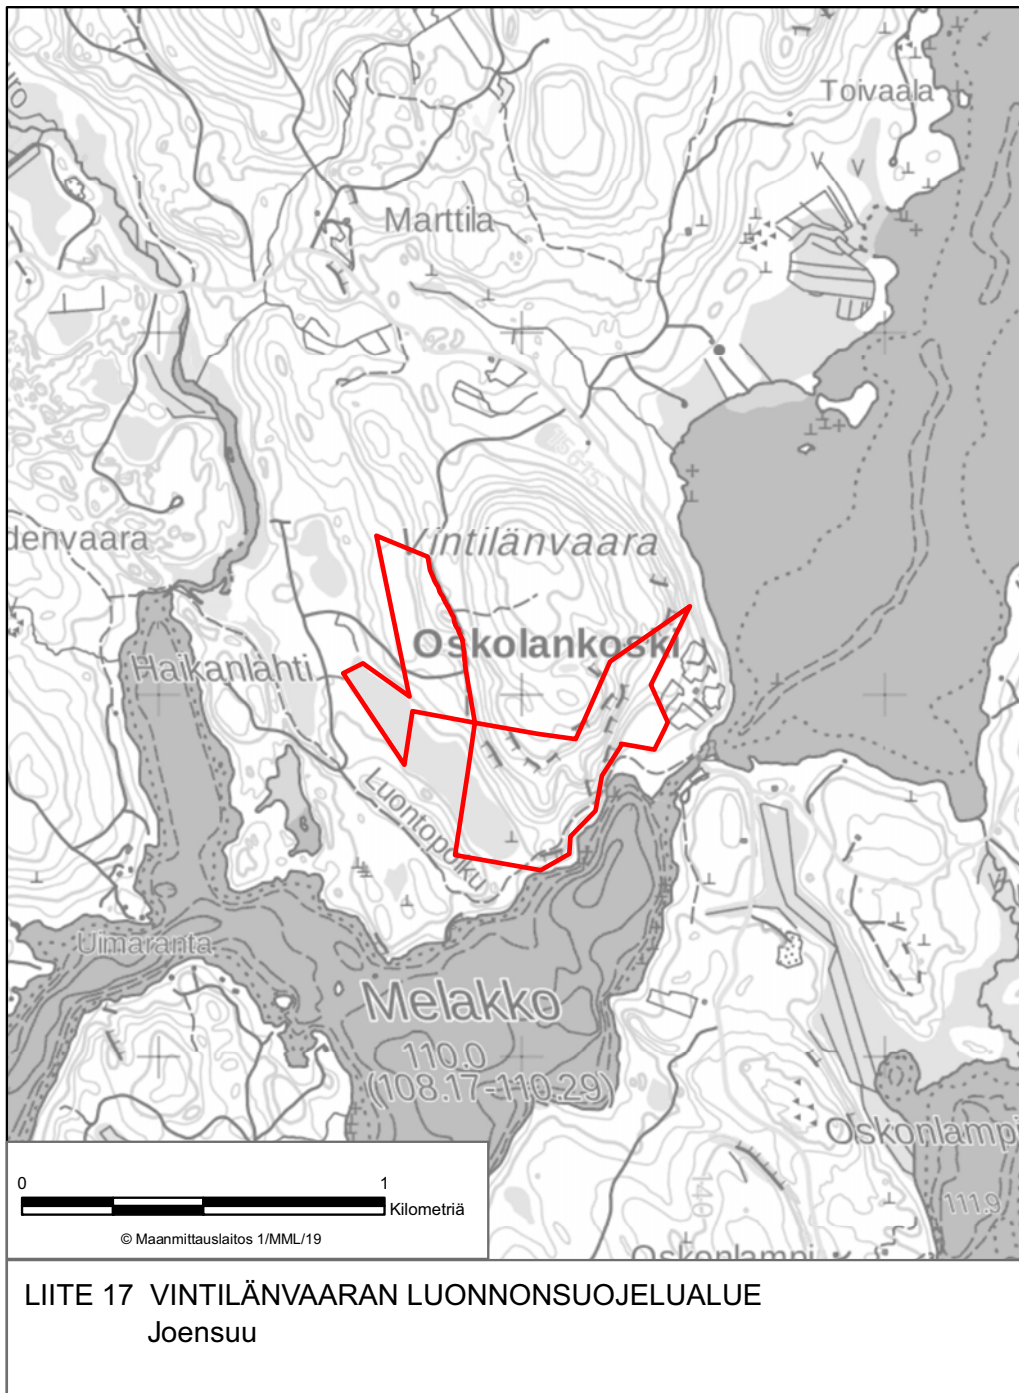 Toivaala
V V
Marttila
denvaara
Vintilänvaara
Oskolankoski
Haikanlahti
Luontopolku
Uimaranta
Melakko
110.0
(108.17-110.29)
Oskonlampi
111.9
140
Oskonlampi
0 1
Kilometriä
© Maanmittauslaitos 1/MML/19
LIITE 17 VINTILÄNVAARAN LUONNONSUOJELUALUE
Joensuu